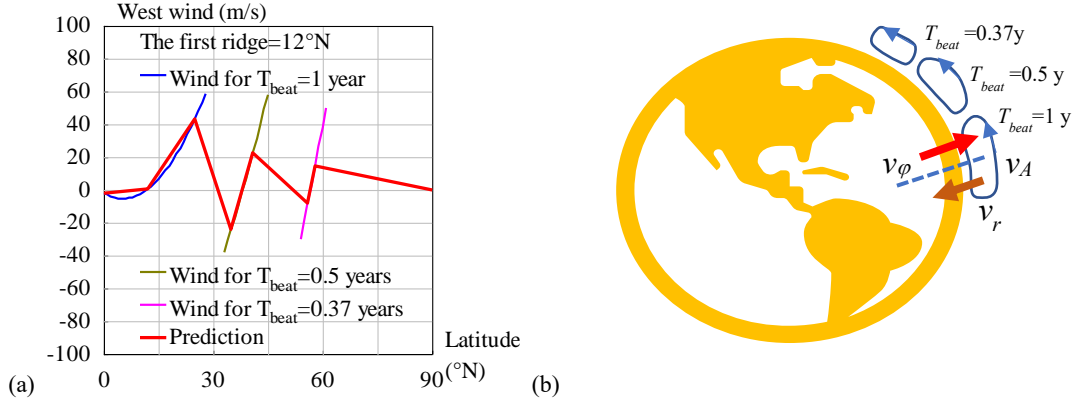 West wind (m/s)
100
80
60
40
20
0
-20
-40
-60
-80
-100
The first ridge=12°N
Wind for T_beat=1 year
Wind for T_beat=0.5 years
Wind for T_beat=0.37 years
Prediction
Latitude
(°N)
0 30 60 90
(a)
T_beat =0.37y
T_beat =0.5 y
T_beat =1 y
v_φ
v_A
v_r
(b)